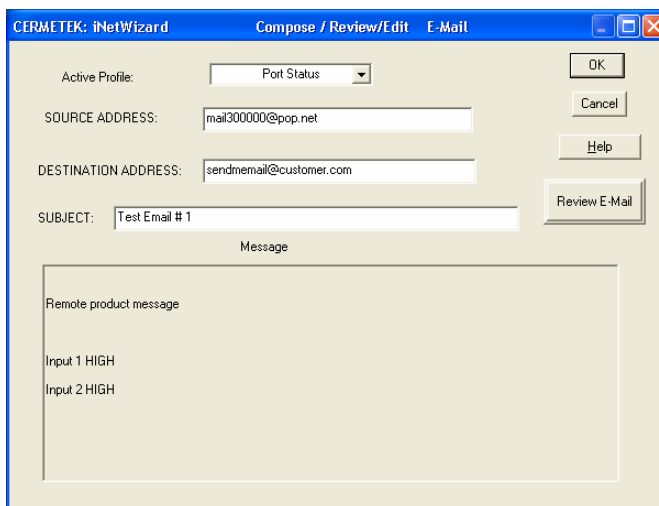 CERMETEK: iNetWizard Compose / Review/Edit E-Mail
Active Profile: Port Status OK
Cancel
SOURCE ADDRESS: mail300000@pop.net
Help
DESTINATION ADDRESS: sendmemail@customer.com
Review E-Mail
SUBJECT: Test Email # 1
Message
Remote product message
Input 1 HIGH
Input 2 HIGH